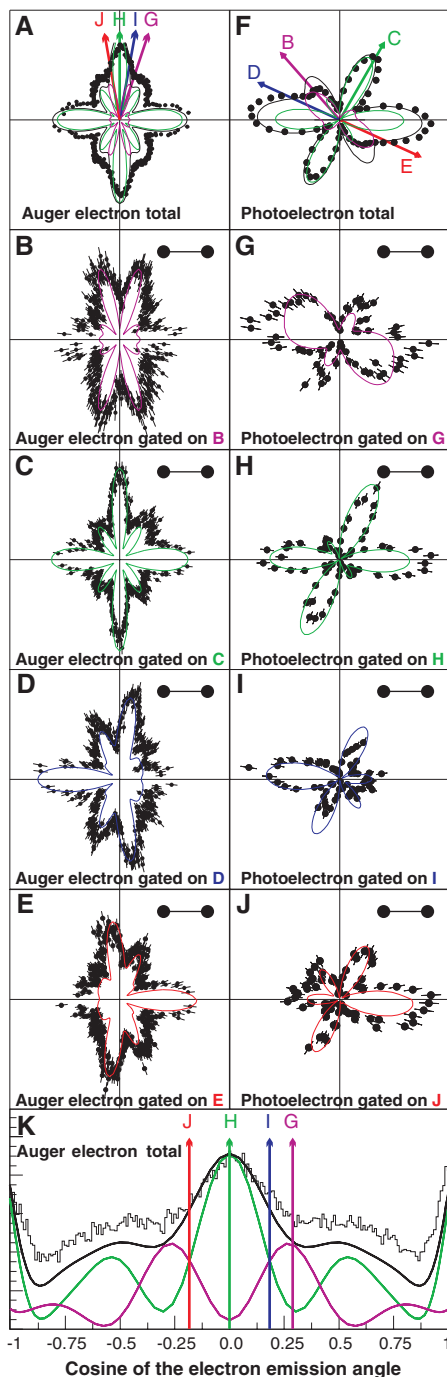 A
J H I G
Auger electron total
F
B
C
D
E
Photoelectron total
B
Auger electron gated on B
G
Photoelectron gated on G
C
Auger electron gated on C
H
Photoelectron gated on H
D
Auger electron gated on D
I
Photoelectron gated on I
E
Auger electron gated on E
J
Photoelectron gated on J
K
Auger electron total
J H I G
-1 -0.75 -0.5 -0.25 0.0 0.25 0.5 0.75 1
Cosine of the electron emission angle